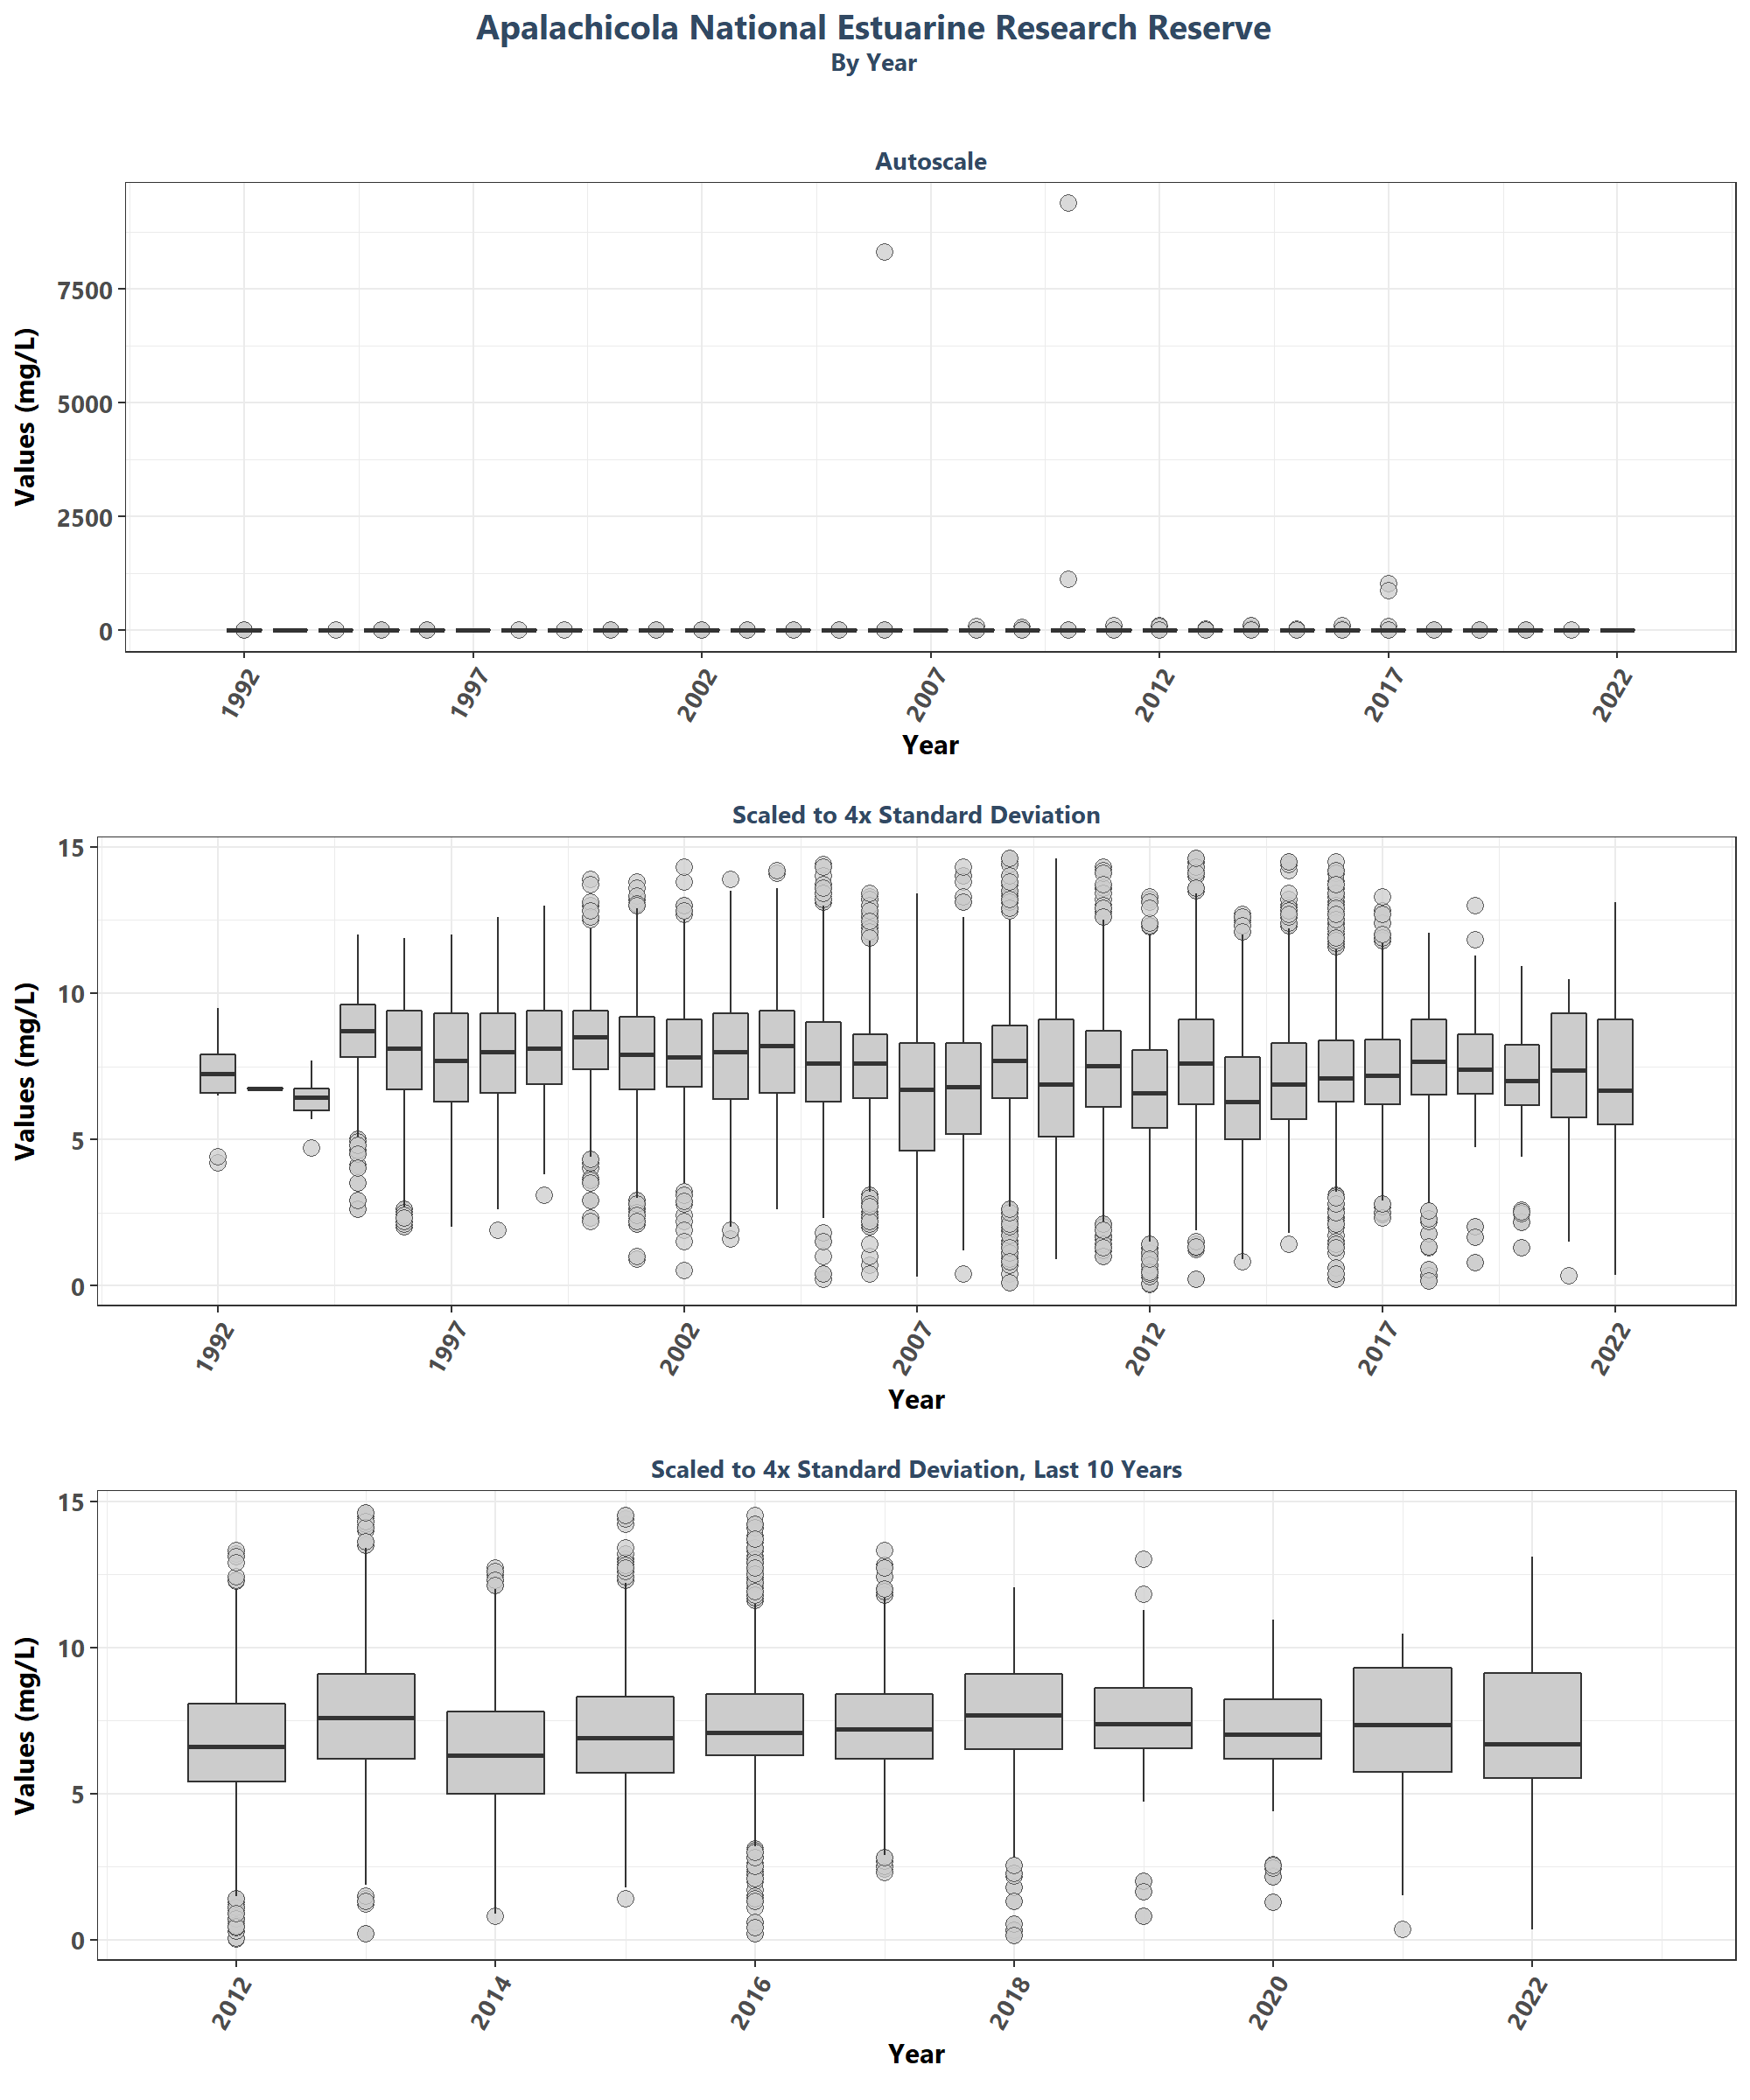 Apalachicola National Estuarine Research Reserve
By Year
Autoscale
Values (mg/L)
7500
5000
2500
0
1992 1997 2002 2007 2012 2017 2022
Year
Scaled to 4x Standard Deviation
Values (mg/L)
15
10
5
0
1992 1997 2002 2007 2012 2017 2022
Year
Scaled to 4x Standard Deviation, Last 10 Years
Values (mg/L)
15
10
5
0
2012 2014 2016 2018 2020 2022
Year